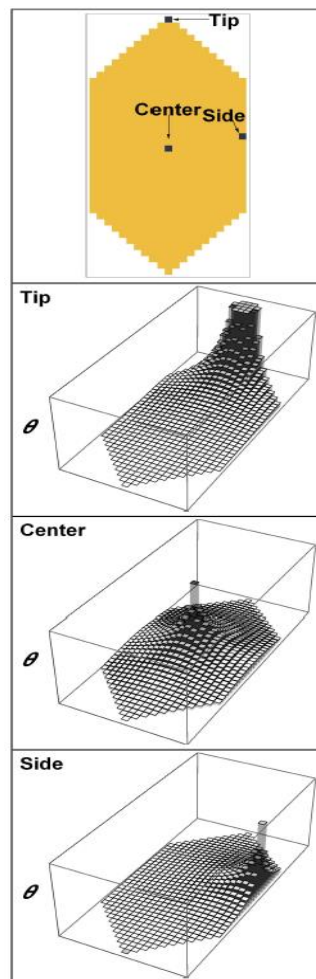 Tip
Center Side
Tip
θ
Center
θ
Side
θ